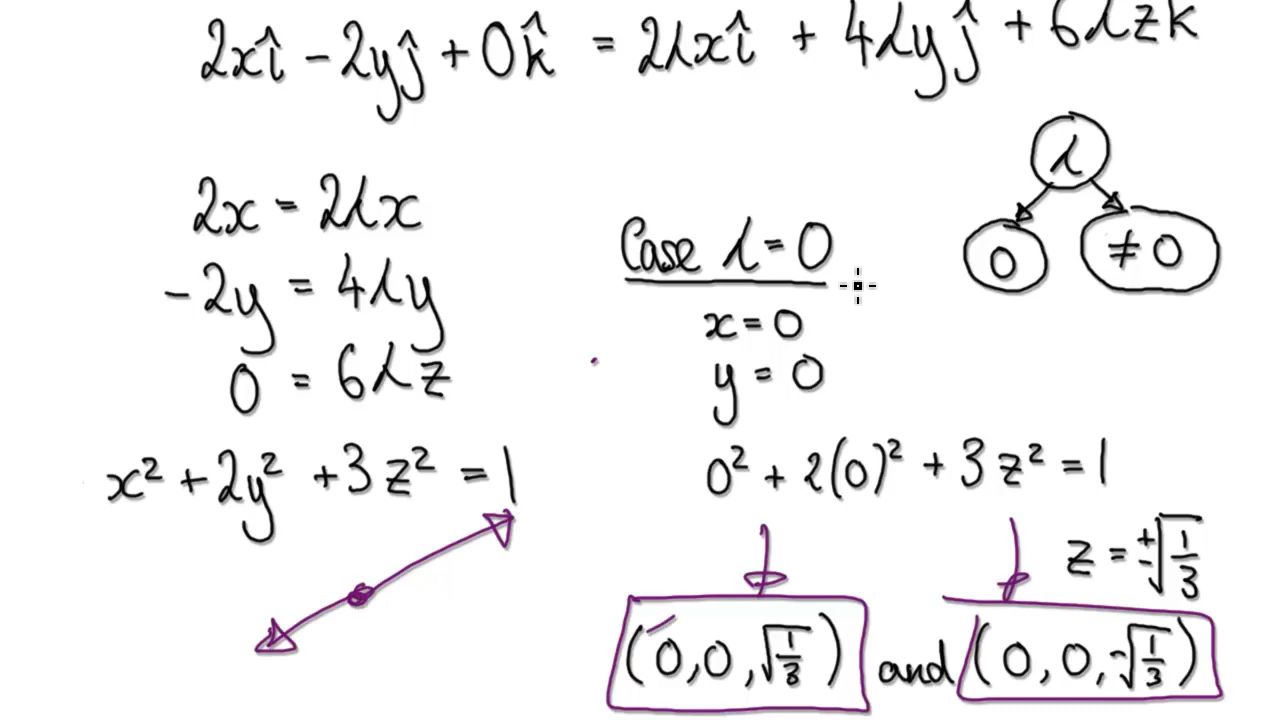 2xî − 2yĵ + 0k̂ = 2λxî + 4λyĵ + 6λzk
λ
0
≠ 0
2x = 2λx
−2y = 4λy
0 = 6λz
x² + 2y² + 3z² = 1
Case λ = 0
x = 0
y = 0
0² + 2(0)² + 3z² = 1
z = ±√(1/3)
(0, 0, √(1/3)) and (0, 0, −√(1/3))